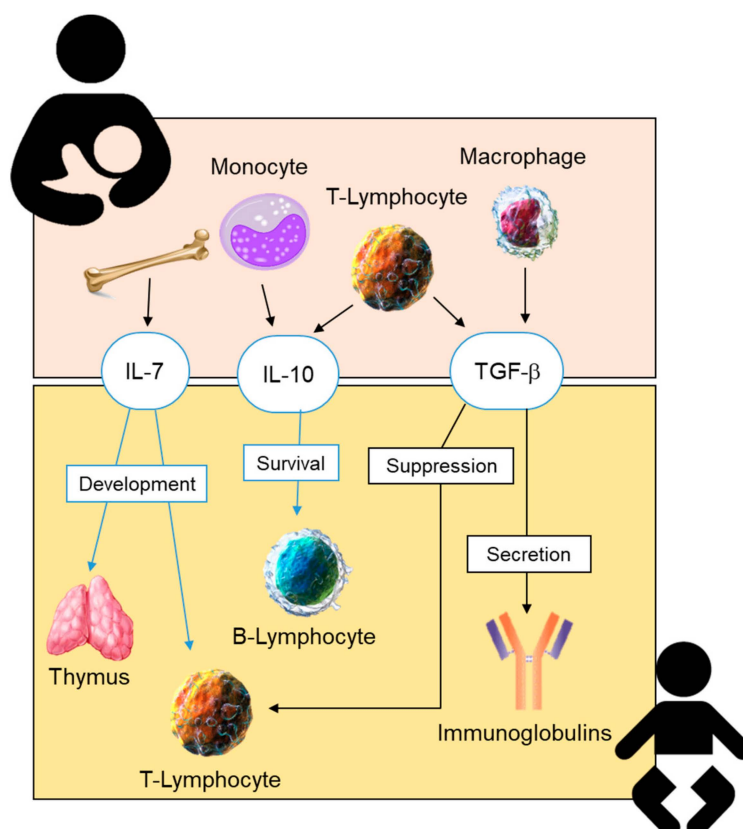 Macrophage
Monocyte
T-Lymphocyte
IL-7
IL-10
TGF-β
Survival
Suppression
Development
Secretion
B-Lymphocyte
Thymus
Immunoglobulins
T-Lymphocyte